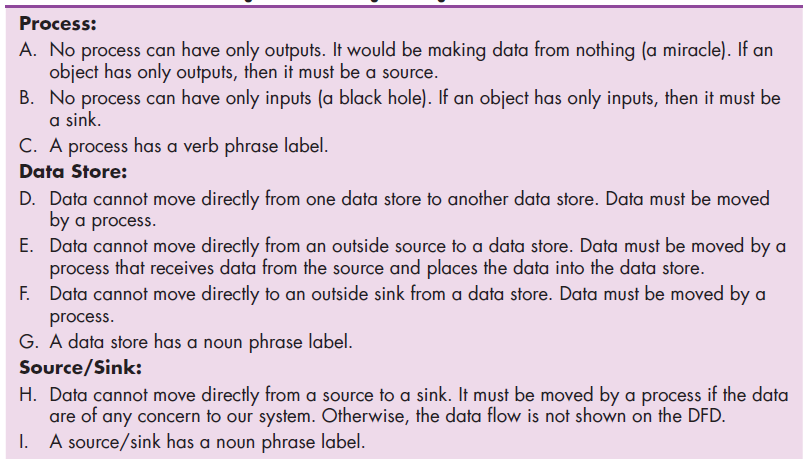 Process:
A. No process can have only outputs. It would be making data from nothing (a miracle). If an
object has only outputs, then it must be a source.
B. No process can have only inputs (a black hole). If an object has only inputs, then it must be
a sink.
C. A process has a verb phrase label.
Data Store:
D. Data cannot move directly from one data store to another data store. Data must be moved
by a process.
E. Data cannot move directly from an outside source to a data store. Data must be moved by a
process that receives data from the source and places the data into the data store.
F. Data cannot move directly to an outside sink from a data store. Data must be moved by a
process.
G. A data store has a noun phrase label.
Source/Sink:
H. Data cannot move directly from a source to a sink. It must be moved by a process if the data
are of any concern to our system. Otherwise, the data flow is not shown on the DFD.
I. A source/sink has a noun phrase label.